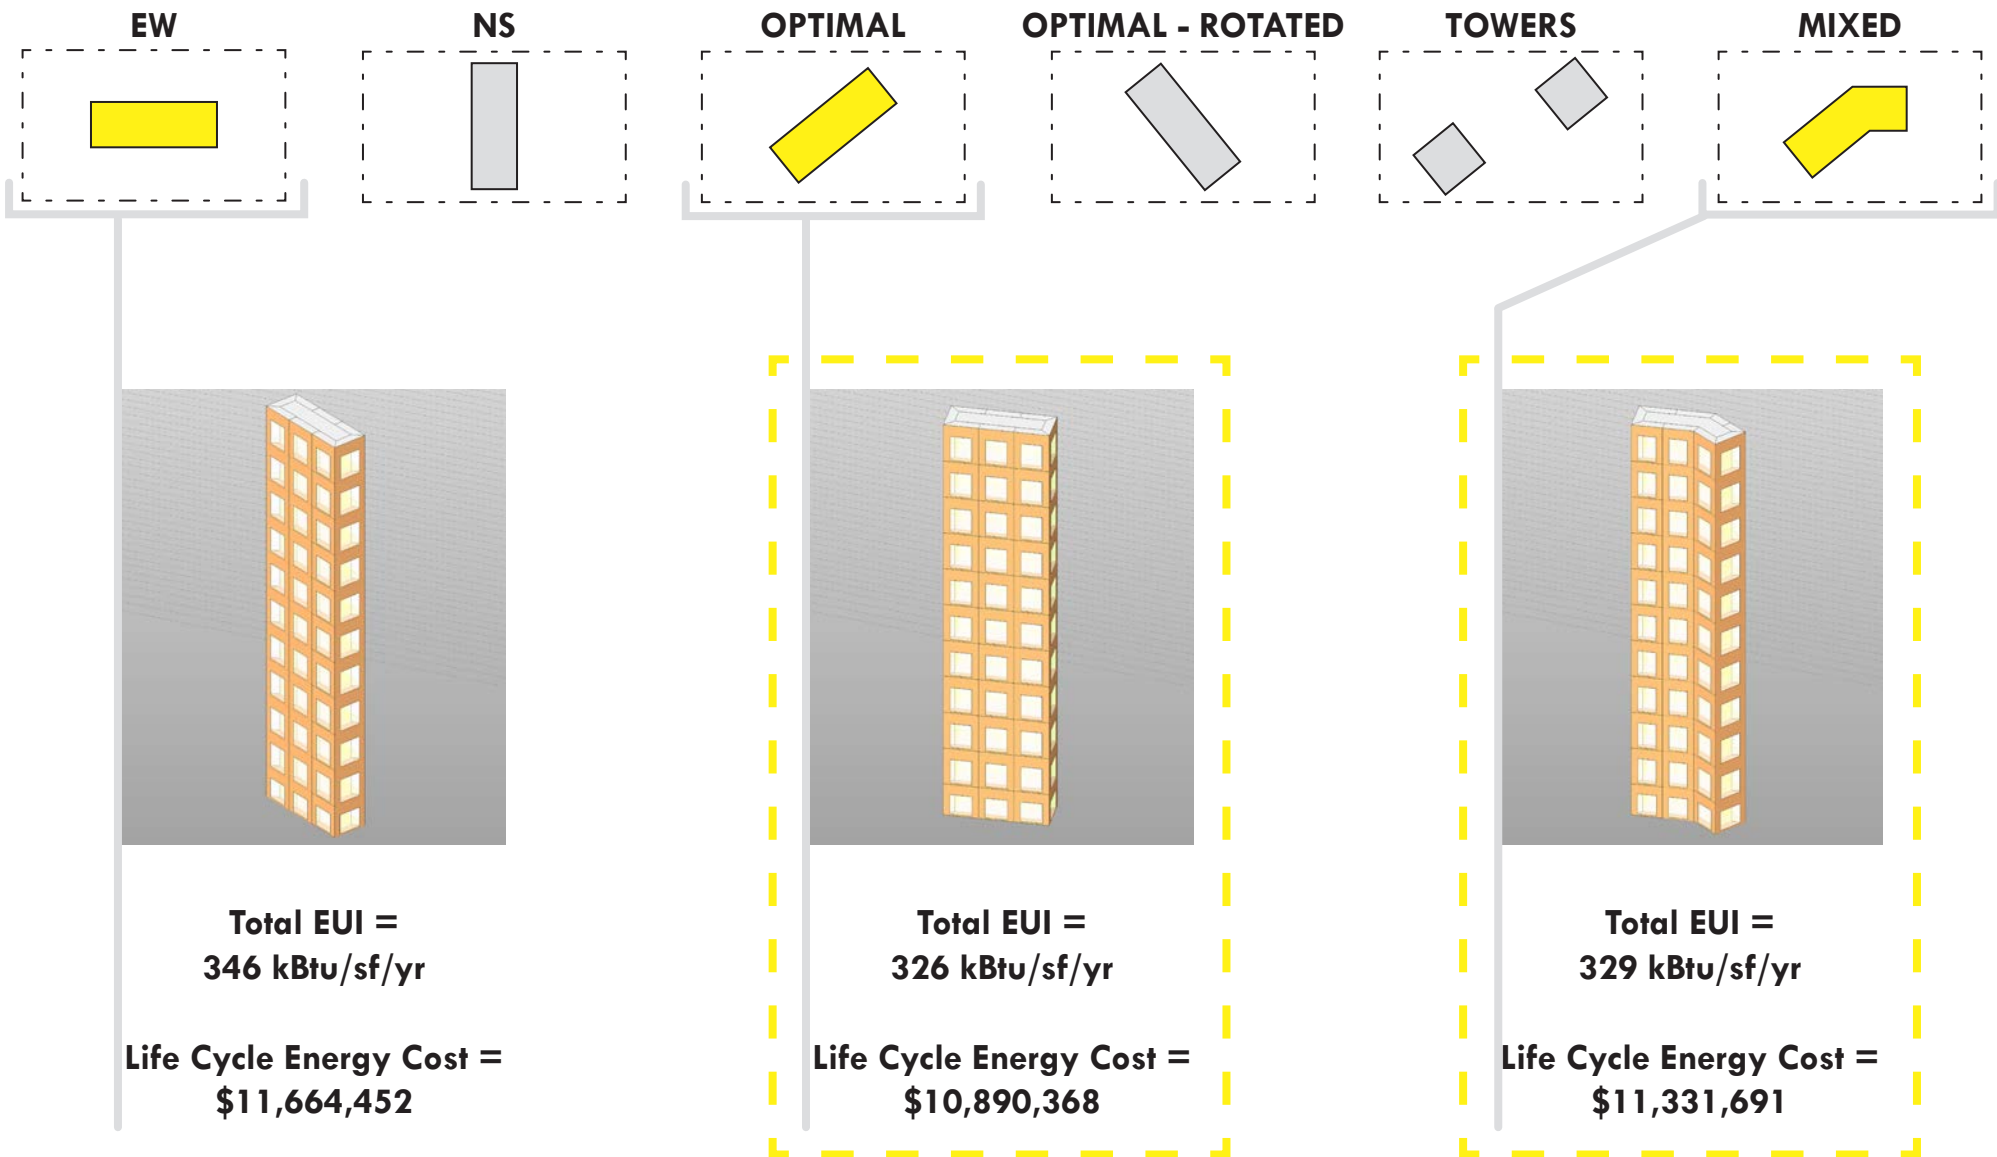 EW
NS
OPTIMAL
OPTIMAL - ROTATED
TOWERS
MIXED
Total EUI =
346 kBtu/sf/yr
Life Cycle Energy Cost =
$11,664,452
Total EUI =
326 kBtu/sf/yr
Life Cycle Energy Cost =
$10,890,368
Total EUI =
329 kBtu/sf/yr
Life Cycle Energy Cost =
$11,331,691